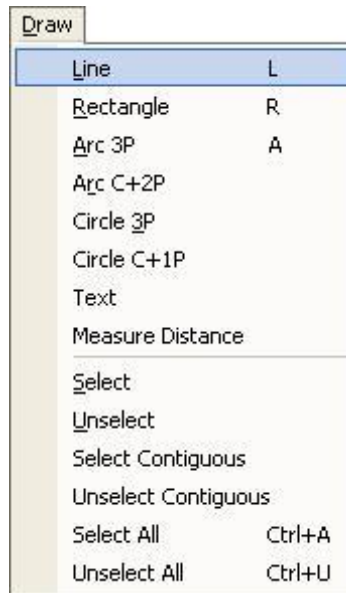 Draw
Line L
Rectangle R
Arc 3P A
Arc C+2P
Circle 3P
Circle C+1P
Text
Measure Distance
Select
Unselect
Select Contiguous
Unselect Contiguous
Select All Ctrl+A
Unselect All Ctrl+U